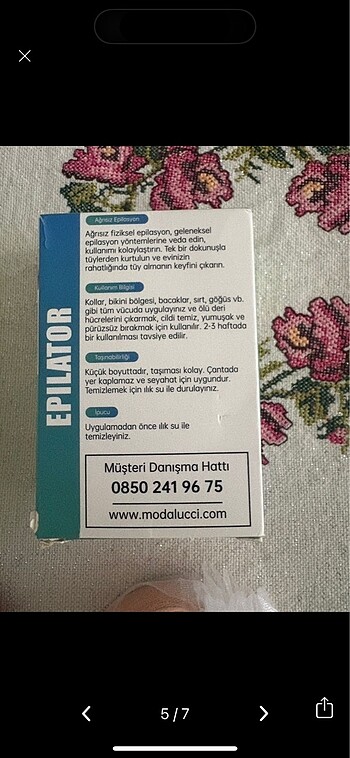 EPILATOR
Ağrısız Epilasyon
Ağrısız fiziksel epilasyon, geleneksel
epilasyon yöntemlerine veda edin,
kullanımı kolaylaştırın. Tek bir dokunuşla
tüylerden kurtulun ve evinizin
rahatlığında tüy almanın keyfini çıkarın.
Kullanım Bilgisi
Kollar, bikini bölgesi, bacaklar, sırt, göğüs vb.
gibi tüm vücuda uygulayınız ve ölü deri
hücrelerini çıkarmak, cildi temiz, yumuşak ve
pürüzsüz bırakmak için kullanılır. 2-3 haftada
bir kullanılması tavsiye edilir.
Taşınabilirliği
Küçük boyuttadır, taşıması kolay. Çantada
yer kaplamaz ve seyahat için uygundur.
Temizlemek için ılık su ile durulayınız.
İpucu
Uygulamadan önce ılık su ile
temizleyiniz.
Müşteri Danışma Hattı
0850 241 96 75
www.modalucci.com
5/7